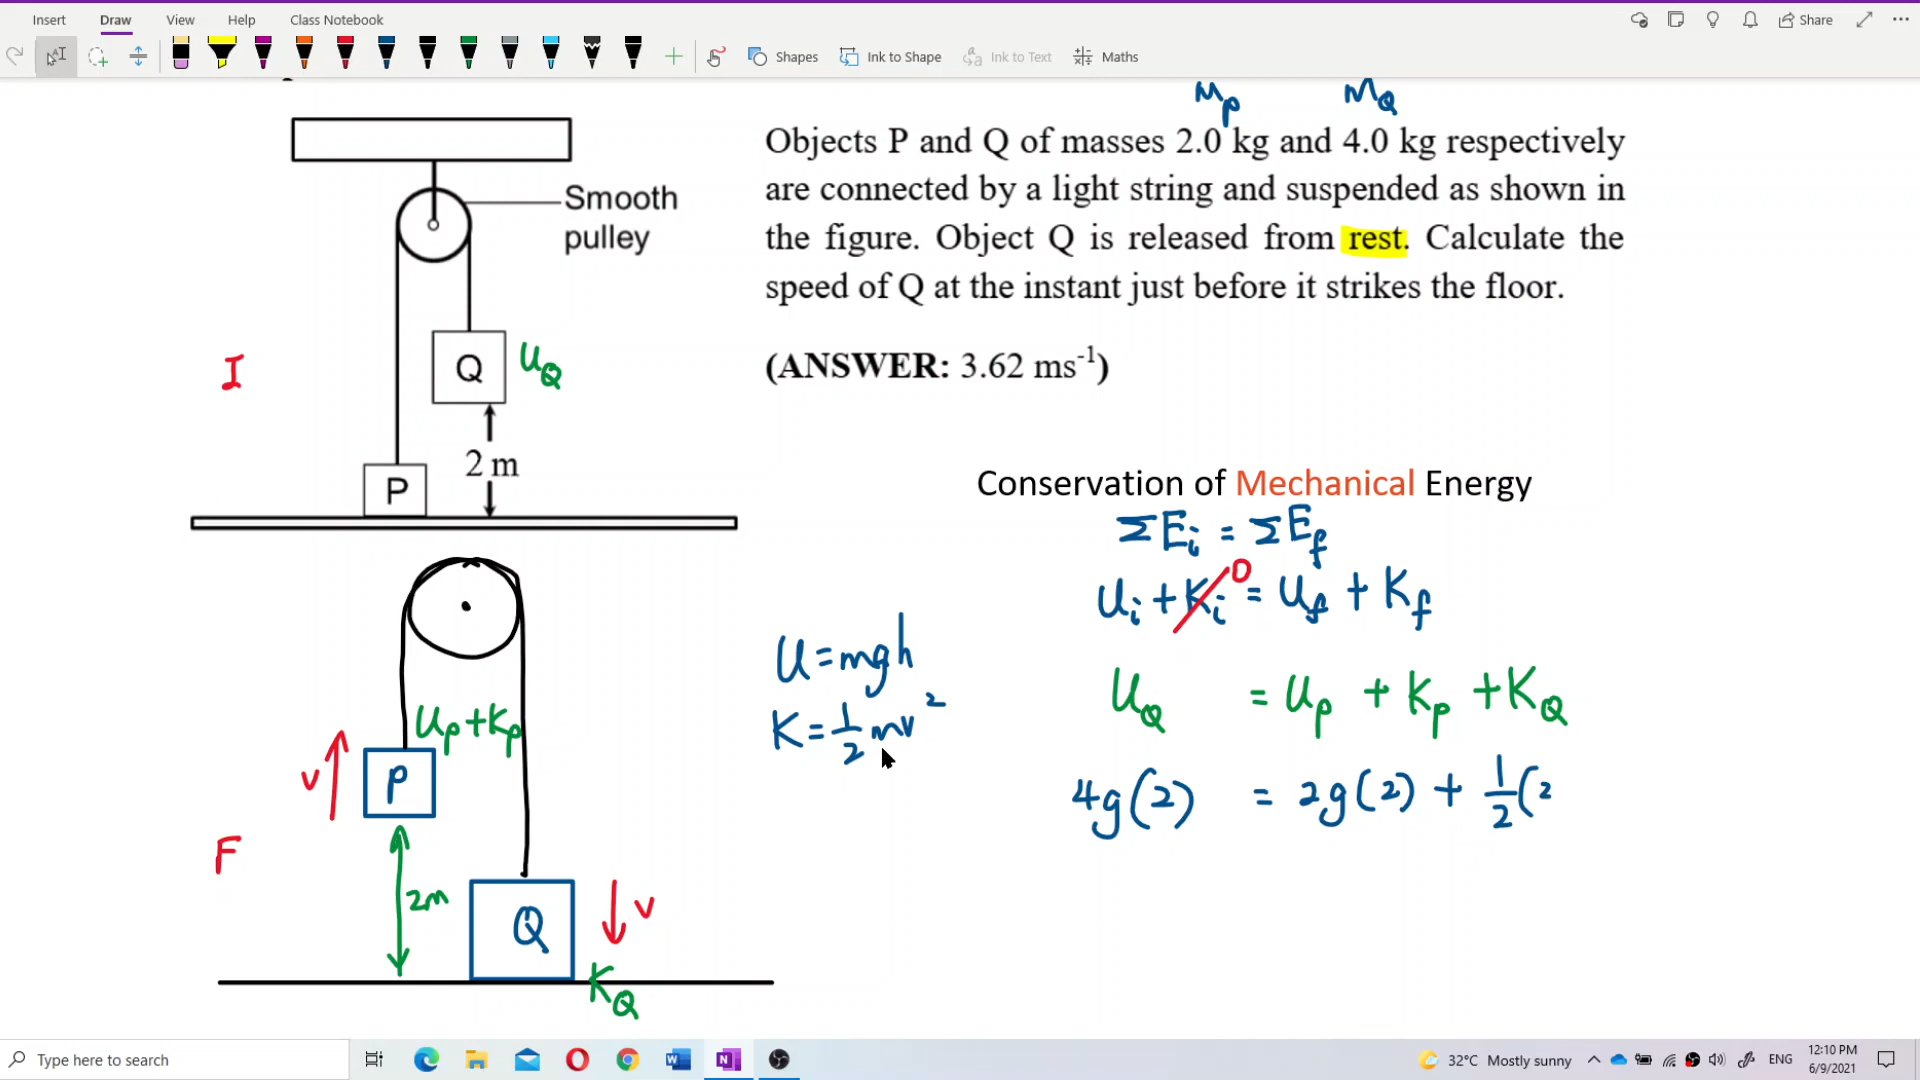 Insert Draw View Help Class Notebook Share
Shapes Ink to Shape Ink to Text Maths
Mp MQ
Objects P and Q of masses 2.0 kg and 4.0 kg respectively
are connected by a light string and suspended as shown in
the figure. Object Q is released from rest. Calculate the
speed of Q at the instant just before it strikes the floor.
(ANSWER: 3.62 ms⁻¹)
Smooth
pulley
I
Q
UQ
2 m
P
Conservation of Mechanical Energy
ΣEi = ΣEf
Ui + Ki = Uf + Kf
0
U = mgh
K = 1/2 mv²
UQ = Up + Kp + KQ
4g(2) = 2g(2) + 1/2(2
Up + Kp
v
P
F
2m
Q
v
KQ
Type here to search
32°C Mostly sunny ENG 12:10 PM
6/9/2021